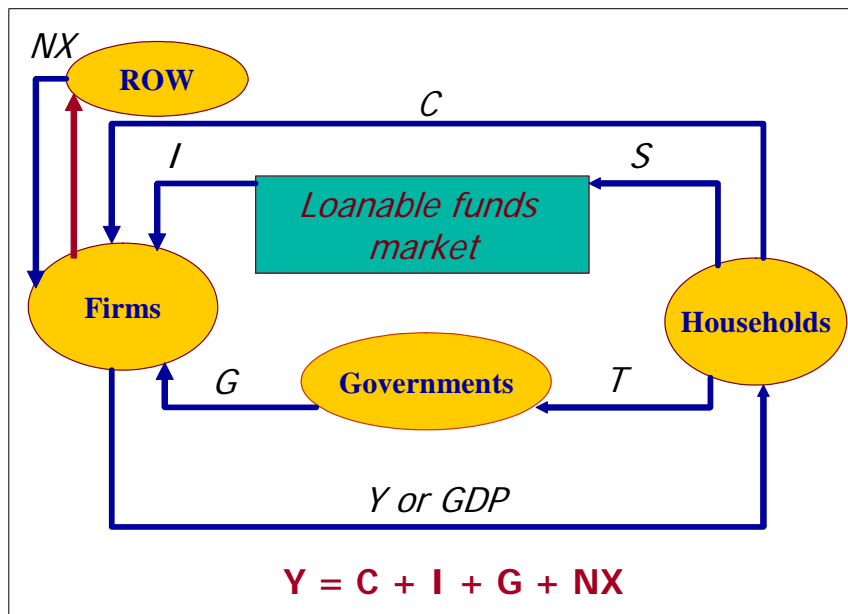 NX
ROW
C
I
S
Loanable funds
market
Firms
Households
Governments
G
T
Y or GDP
Y = C + I + G + NX